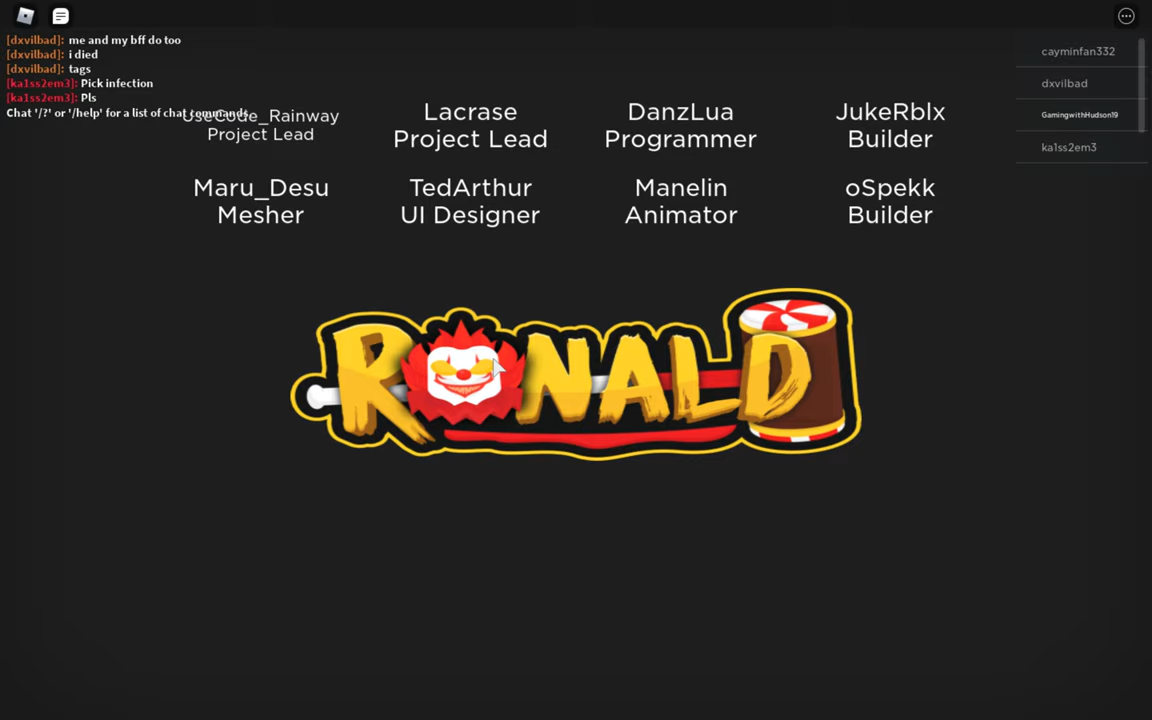 [dxvilbad]: me and my bff do too
[dxvilbad]: i died
[dxvilbad]: tags
[ka1ss2em3]: Pick infection
[ka1ss2em3]: Pls
Chat '/?' or '/help' for a list of chat commands.
UseCode_Rainway
Project Lead
Lacrase
Project Lead
DanzLua
Programmer
JukeRblx
Builder
Maru_Desu
Mesher
TedArthur
UI Designer
Manelin
Animator
oSpekk
Builder
RONALD
cayminfan332
dxvilbad
GamingwithHudson19
ka1ss2em3